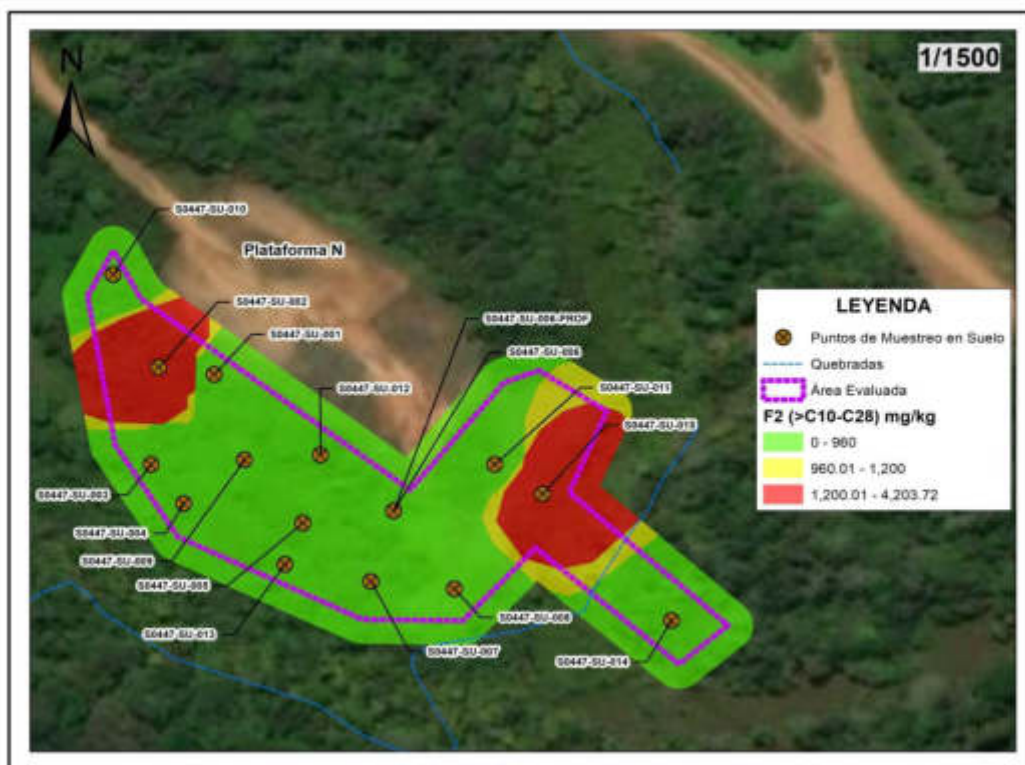 N
1/1500
S0447-SU-010
Plataforma N
S0447-SU-002
S0447-SU-001
S0447-SU-006-PROF
S0447-SU-006
S0447-SU-012
S0447-SU-011
S0447-SU-003
S0447-SU-004
S0447-SU-009
S0447-SU-005
S0447-SU-013
S0447-SU-007
S0447-SU-008
S0447-SU-014
LEYENDA
Puntos de Muestreo en Suelo
Quebradas
Área Evaluada
F2 (>C10-C28) mg/kg
0 - 960
960.01 - 1,200
1,200.01 - 4,203.72